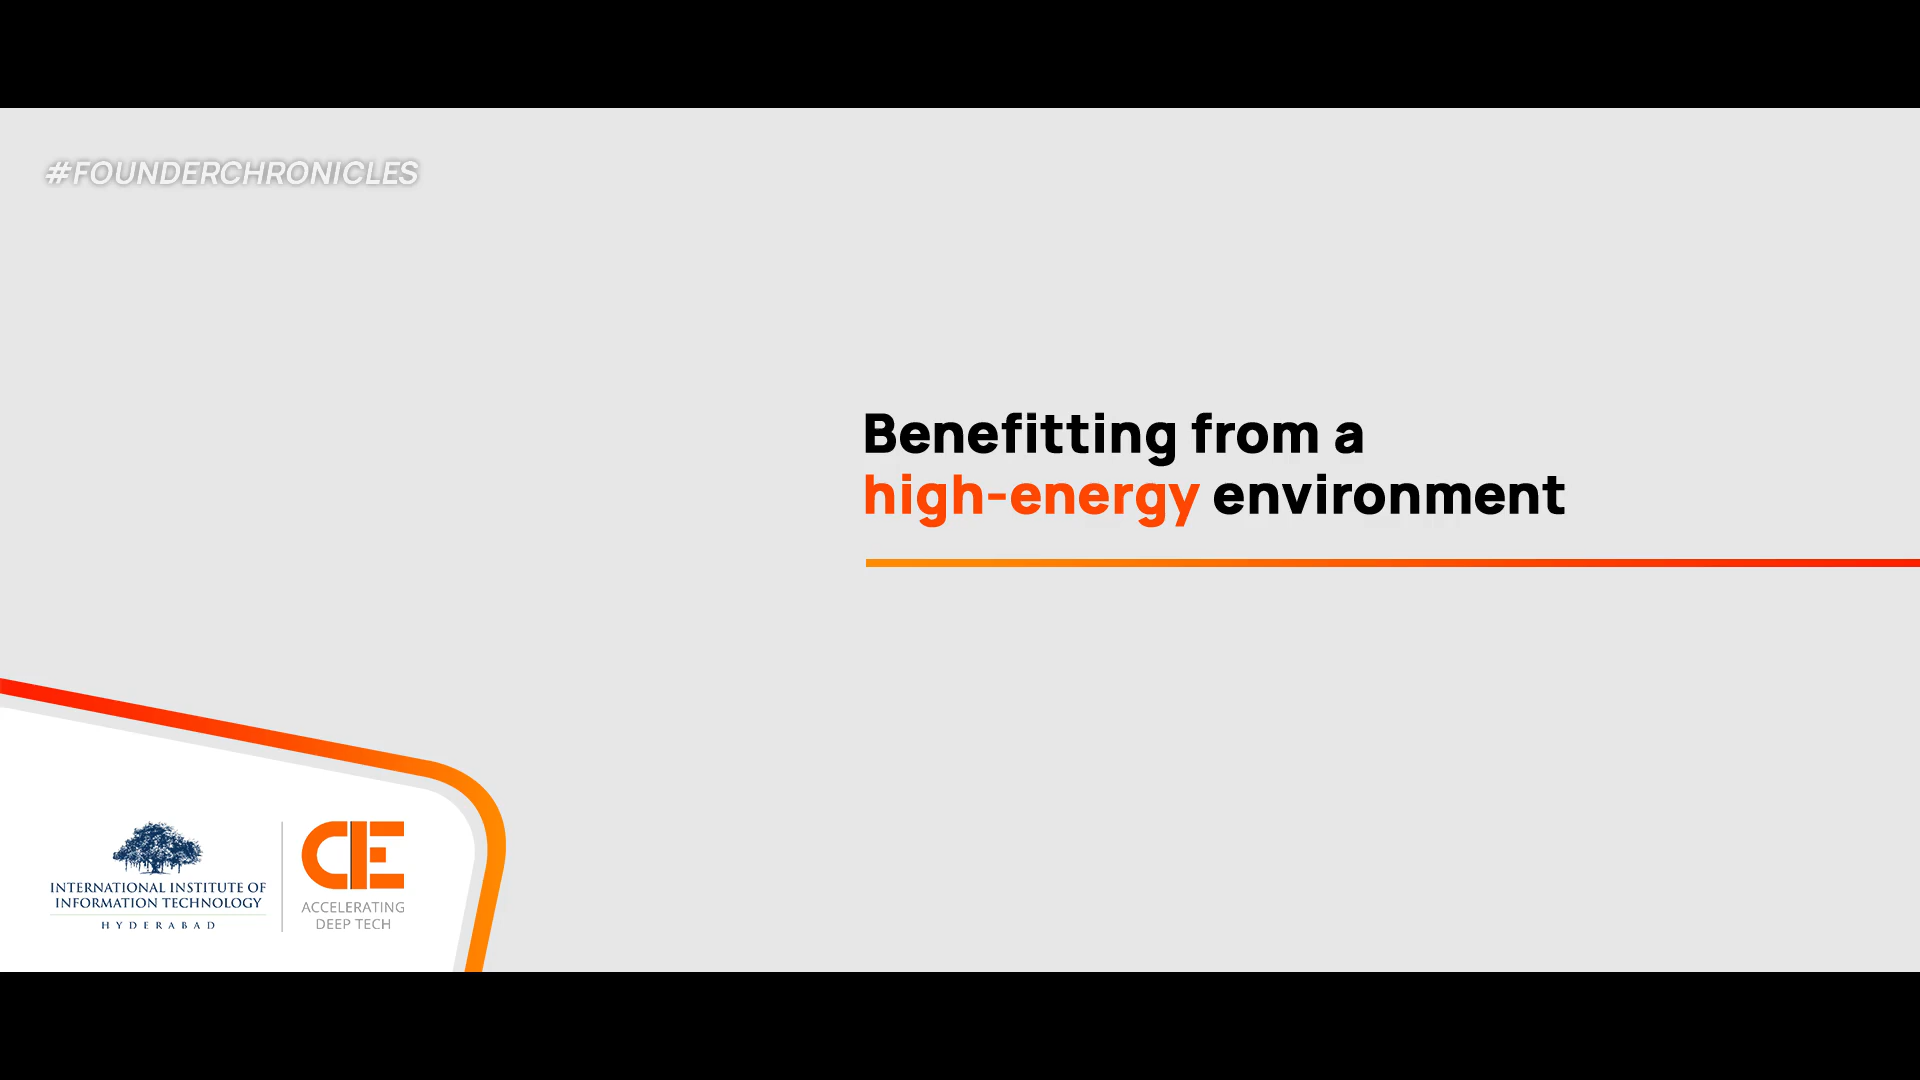 #FOUNDERCHRONICLES
Benefitting from a
high-energy environment
INTERNATIONAL INSTITUTE OF
INFORMATION TECHNOLOGY
HYDERABAD
CIE
ACCELERATING
DEEP TECH